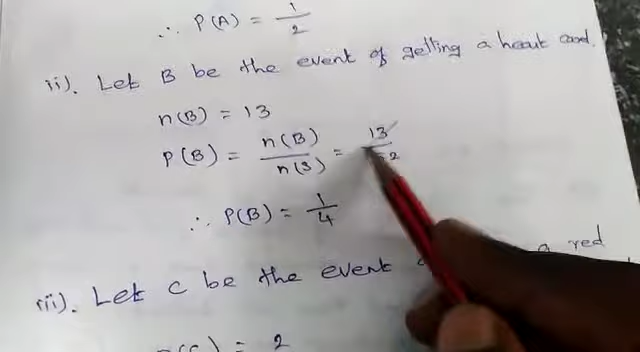 ∴ P(A) = 1/2
ii). Let B be the event of getting a heart card.
n(B) = 13
P(B) = n(B)/n(S) = 13/52
∴ P(B) = 1/4
iii). Let C be the event a red
n(C) = 2